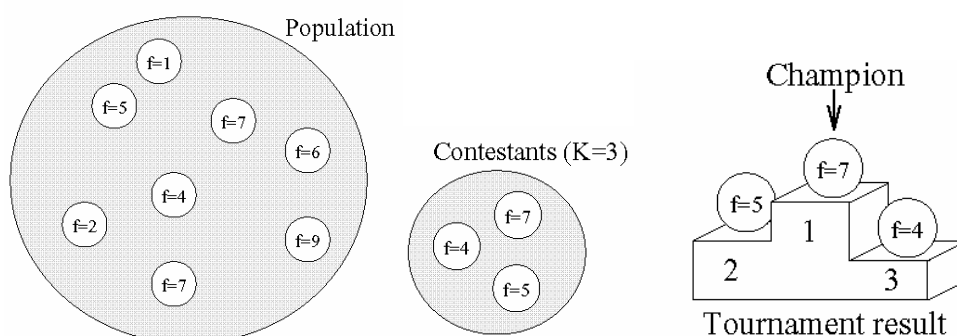 Population
f=1
f=5
f=7
f=6
f=4
f=2
f=9
f=7
Contestants (K=3)
f=7
f=4
f=5
Champion
f=7
f=5
f=4
1
2
3
Tournament result